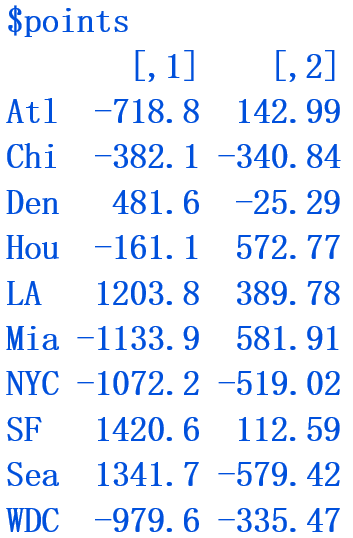 $points
        [,1]    [,2]
Atl   -718.8  142.99
Chi   -382.1 -340.84
Den    481.6  -25.29
Hou   -161.1  572.77
LA    1203.8  389.78
Mia  -1133.9  581.91
NYC  -1072.2 -519.02
SF    1420.6  112.59
Sea   1341.7 -579.42
WDC   -979.6 -335.47